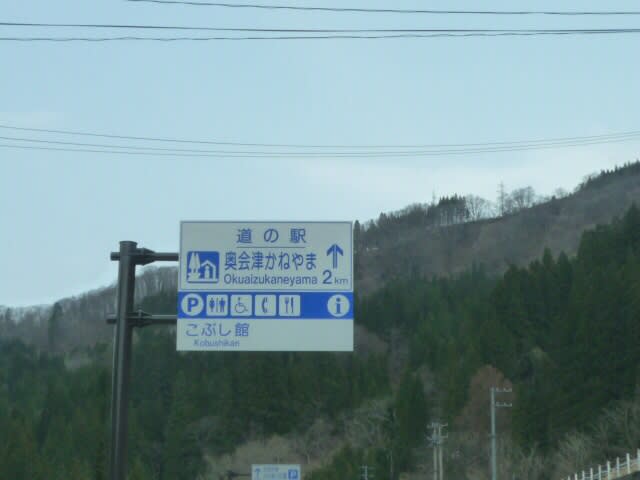 道の駅
奥会津かねやま
Okuaizukaneyama 2km
P i
こぶし館
Kobushikan
P